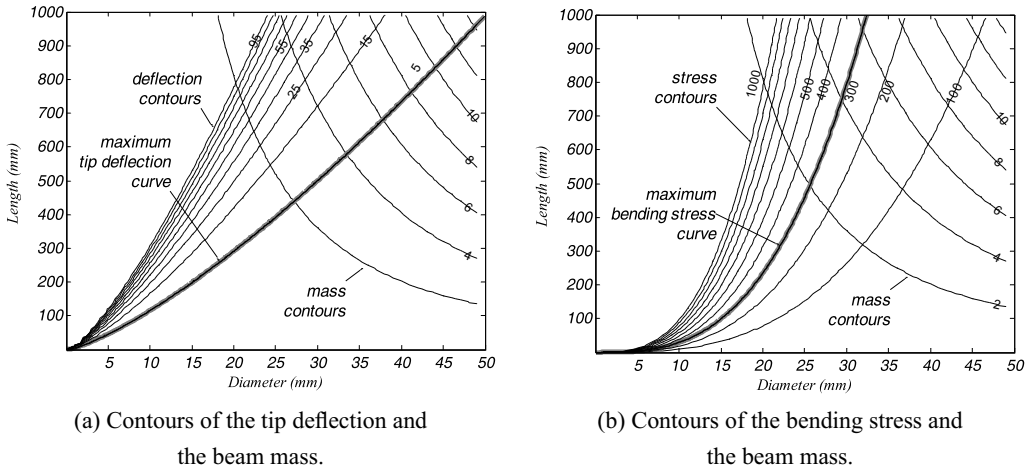 1000
900
800
700
600
500
400
300
200
100
Length (mm)
deflection
contours
maximum
tip deflection
curve
95
55
35
25
15
5
10
8
6
4
mass
contours
5
10
15
20
25
30
35
40
45
50
Diameter (mm)
(a) Contours of the tip deflection and
the beam mass.
1000
900
800
700
600
500
400
300
200
100
Length (mm)
stress
contours
maximum
bending stress
curve
1000
500
400
300
200
100
10
8
6
4
2
mass
contours
5
10
15
20
25
30
35
40
45
50
Diameter (mm)
(b) Contours of the bending stress and
the beam mass.